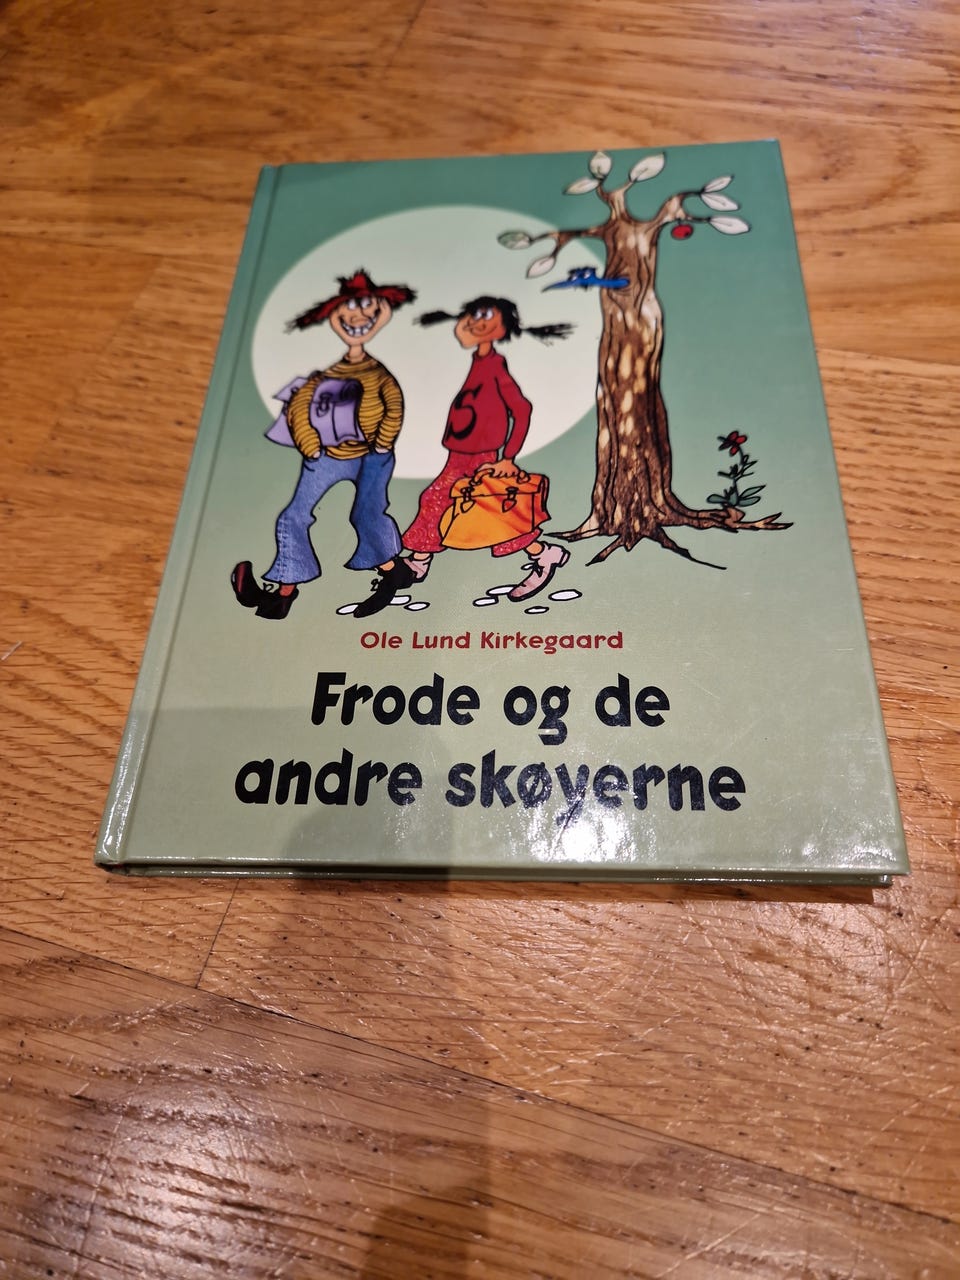 S
Ole Lund Kirkegaard
Frode og de
andre skøyerne